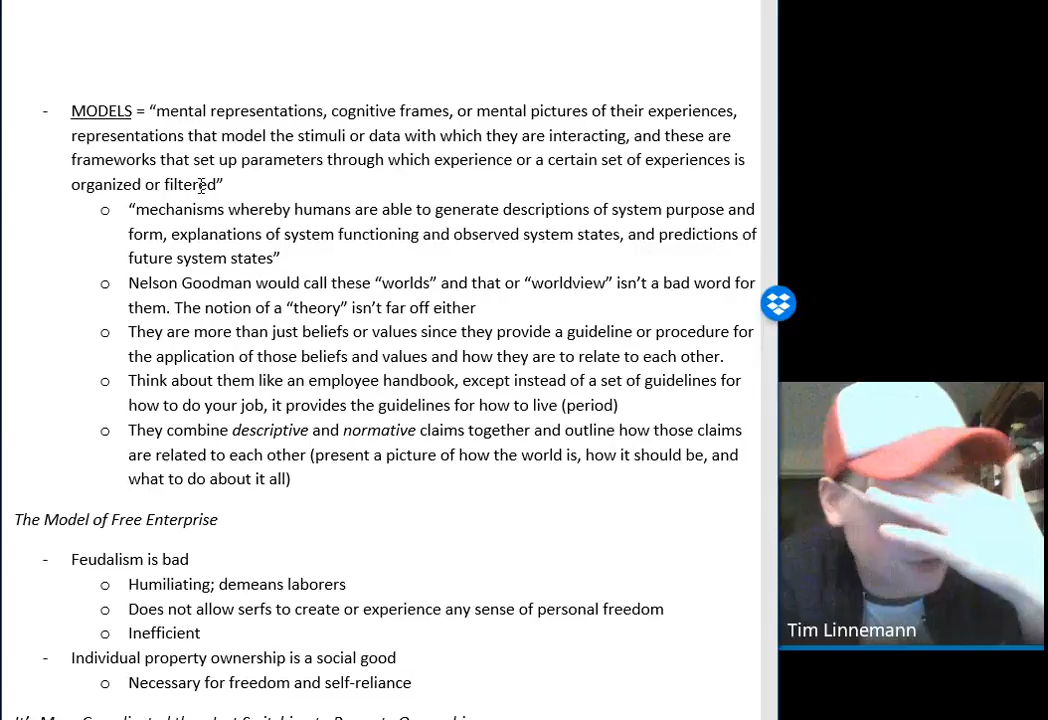 - MODELS = “mental representations, cognitive frames, or mental pictures of their experiences,
representations that model the stimuli or data with which they are interacting, and these are
frameworks that set up parameters through which experience or a certain set of experiences is
organized or filtered”
o “mechanisms whereby humans are able to generate descriptions of system purpose and
form, explanations of system functioning and observed system states, and predictions of
future system states”
o Nelson Goodman would call these “worlds” and that or “worldview” isn’t a bad word for
them. The notion of a “theory” isn’t far off either
o They are more than just beliefs or values since they provide a guideline or procedure for
the application of those beliefs and values and how they are to relate to each other.
o Think about them like an employee handbook, except instead of a set of guidelines for
how to do your job, it provides the guidelines for how to live (period)
o They combine descriptive and normative claims together and outline how those claims
are related to each other (present a picture of how the world is, how it should be, and
what to do about it all)
The Model of Free Enterprise
- Feudalism is bad
o Humiliating; demeans laborers
o Does not allow serfs to create or experience any sense of personal freedom
o Inefficient
- Individual property ownership is a social good
o Necessary for freedom and self-reliance
Tim Linnemann